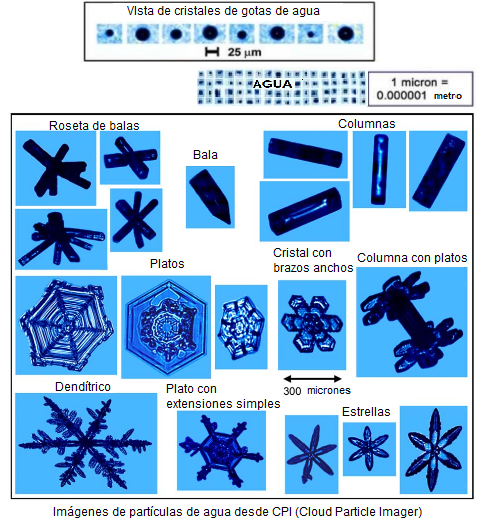 Vista de cristales de gotas de agua
25 µm
AGUA
1 micron =
0.000001 metro
Roseta de balas
Columnas
Bala
Platos
Cristal con
brazos anchos
Columna con platos
300 micrones
Dendítrico
Plato con
extensiones simples
Estrellas
Imágenes de partículas de agua desde CPI (Cloud Particle Imager)